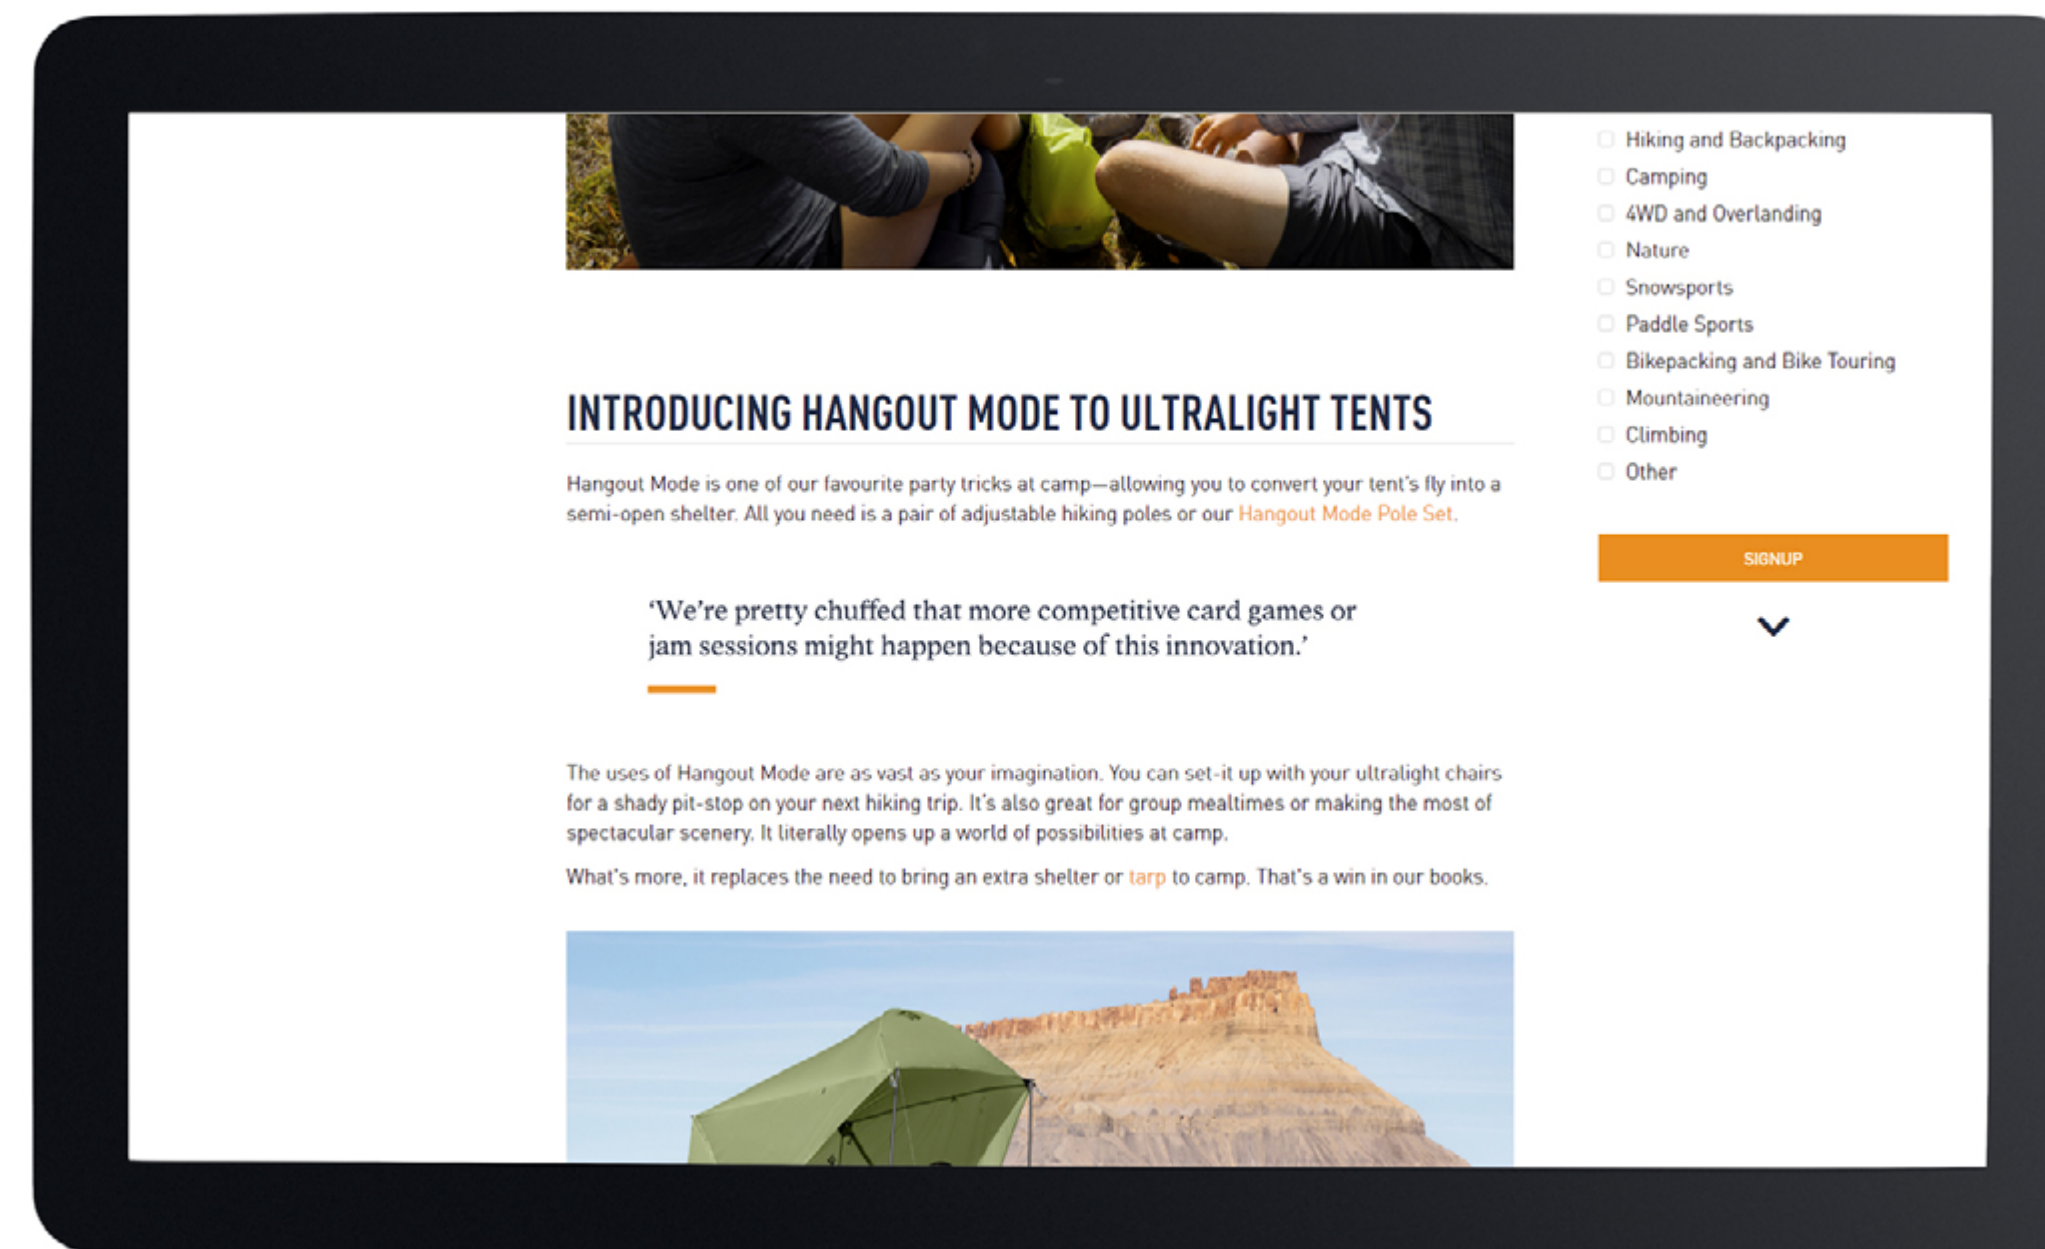 INTRODUCING HANGOUT MODE TO ULTRALIGHT TENTS
Hangout Mode is one of our favourite party tricks at camp—allowing you to convert your tent's fly into a
semi-open shelter. All you need is a pair of adjustable hiking poles or our Hangout Mode Pole Set.
‘We’re pretty chuffed that more competitive card games or
jam sessions might happen because of this innovation.’
The uses of Hangout Mode are as vast as your imagination. You can set-it up with your ultralight chairs
for a shady pit-stop on your next hiking trip. It's also great for group mealtimes or making the most of
spectacular scenery. It literally opens up a world of possibilities at camp.
What's more, it replaces the need to bring an extra shelter or tarp to camp. That's a win in our books.
Hiking and Backpacking
Camping
4WD and Overlanding
Nature
Snowsports
Paddle Sports
Bikepacking and Bike Touring
Mountaineering
Climbing
Other
SIGNUP